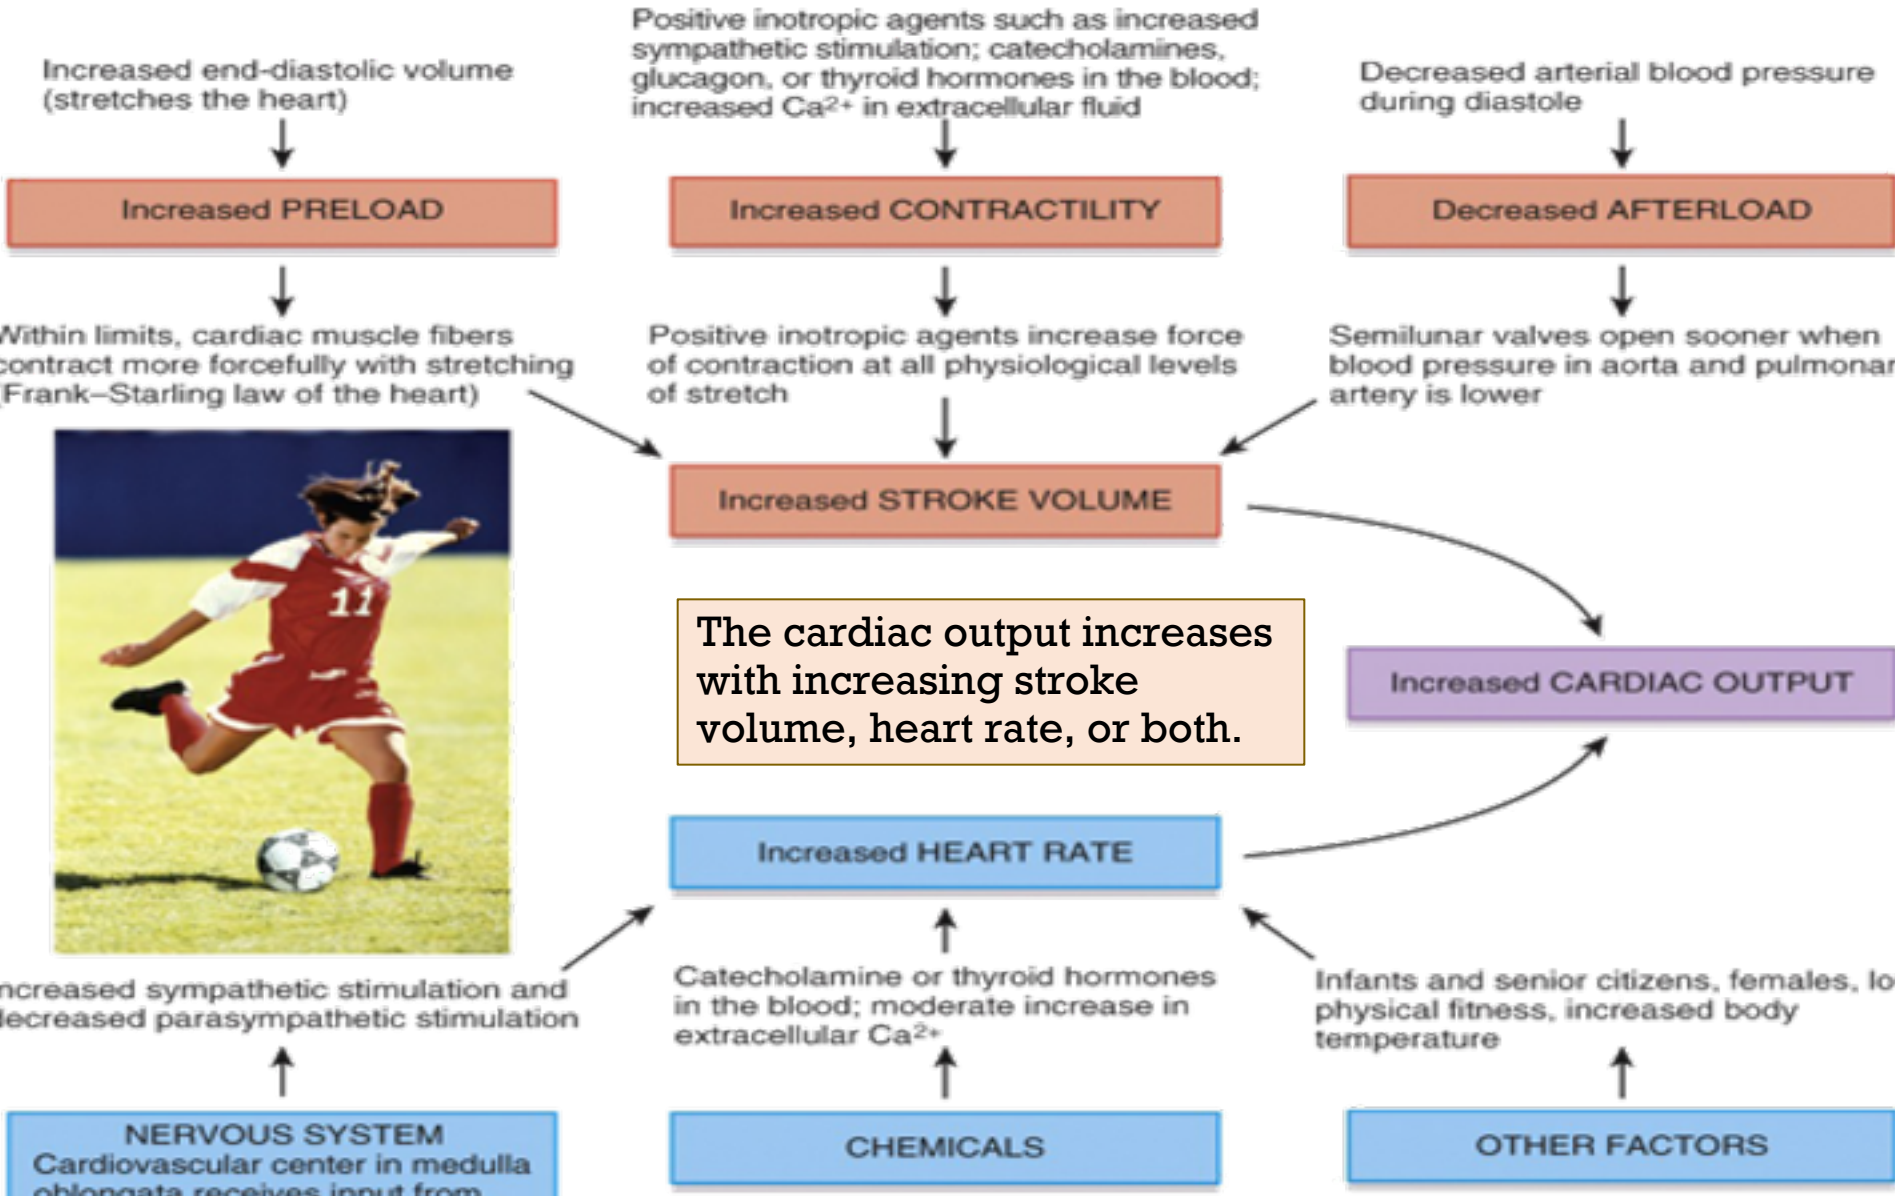 Increased end-diastolic volume
(stretches the heart)
Positive inotropic agents such as increased
sympathetic stimulation; catecholamines,
glucagon, or thyroid hormones in the blood;
increased Ca2+ in extracellular fluid
Decreased arterial blood pressure
during diastole
Increased PRELOAD
Increased CONTRACTILITY
Decreased AFTERLOAD
Within limits, cardiac muscle fibers
contract more forcefully with stretching
(Frank–Starling law of the heart)
Positive inotropic agents increase force
of contraction at all physiological levels
of stretch
Semilunar valves open sooner when
blood pressure in aorta and pulmonar
artery is lower
Increased STROKE VOLUME
11
The cardiac output increases
with increasing stroke
volume, heart rate, or both.
Increased CARDIAC OUTPUT
Increased HEART RATE
ncreased sympathetic stimulation and
decreased parasympathetic stimulation
Catecholamine or thyroid hormones
in the blood; moderate increase in
extracellular Ca2+
Infants and senior citizens, females, lo
physical fitness, increased body
temperature
NERVOUS SYSTEM
Cardiovascular center in medulla
oblongata receives input from
CHEMICALS
OTHER FACTORS